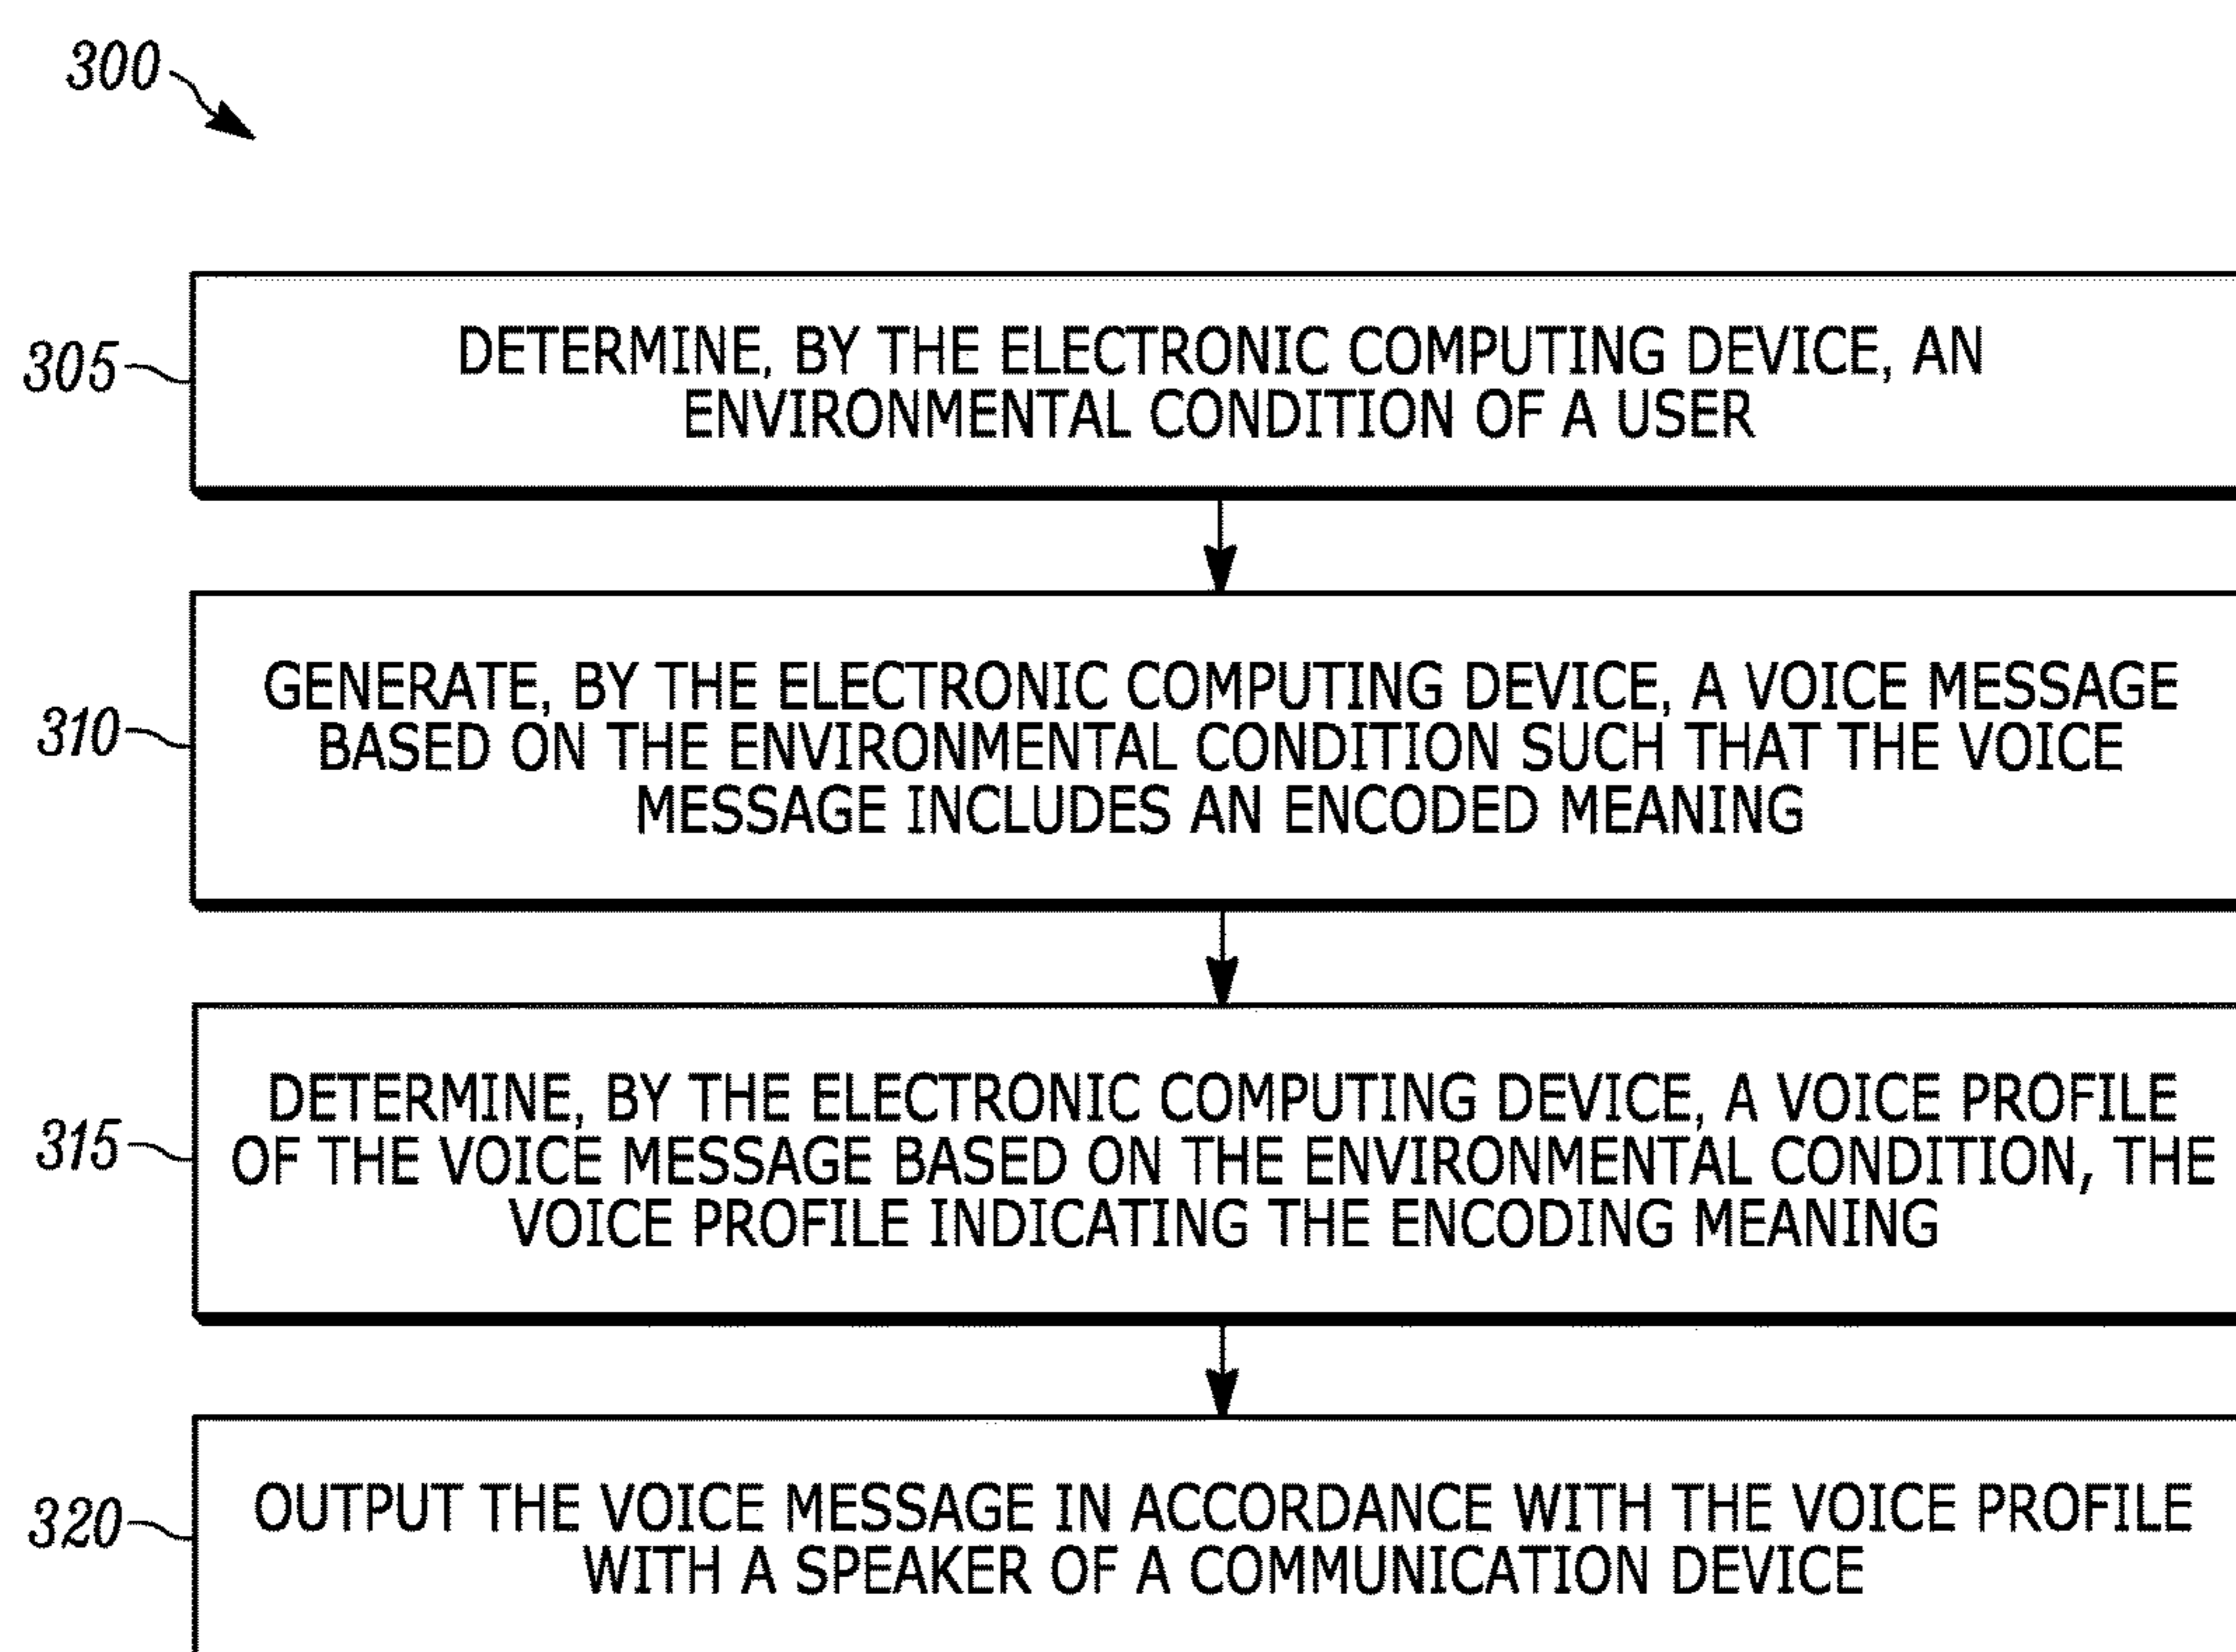 300
305
DETERMINE, BY THE ELECTRONIC COMPUTING DEVICE, AN
ENVIRONMENTAL CONDITION OF A USER
310
GENERATE, BY THE ELECTRONIC COMPUTING DEVICE, A VOICE MESSAGE
BASED ON THE ENVIRONMENTAL CONDITION SUCH THAT THE VOICE
MESSAGE INCLUDES AN ENCODED MEANING
315
DETERMINE, BY THE ELECTRONIC COMPUTING DEVICE, A VOICE PROFILE
OF THE VOICE MESSAGE BASED ON THE ENVIRONMENTAL CONDITION, THE
VOICE PROFILE INDICATING THE ENCODING MEANING
320
OUTPUT THE VOICE MESSAGE IN ACCORDANCE WITH THE VOICE PROFILE
WITH A SPEAKER OF A COMMUNICATION DEVICE